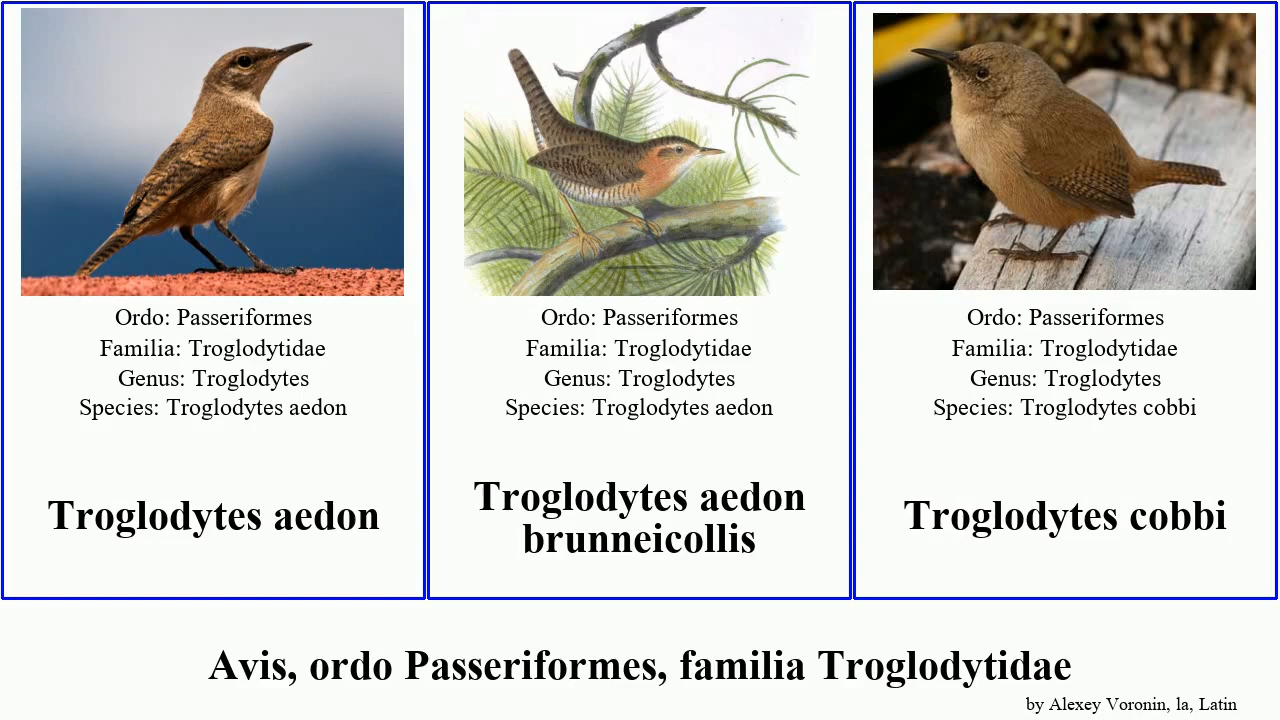 Ordo: Passeriformes
Familia: Troglodytidae
Genus: Troglodytes
Species: Troglodytes aedon
Troglodytes aedon
Ordo: Passeriformes
Familia: Troglodytidae
Genus: Troglodytes
Species: Troglodytes aedon
Troglodytes aedon
brunneicollis
Ordo: Passeriformes
Familia: Troglodytidae
Genus: Troglodytes
Species: Troglodytes cobbi
Troglodytes cobbi
Avis, ordo Passeriformes, familia Troglodytidae
by Alexey Voronin, la, Latin